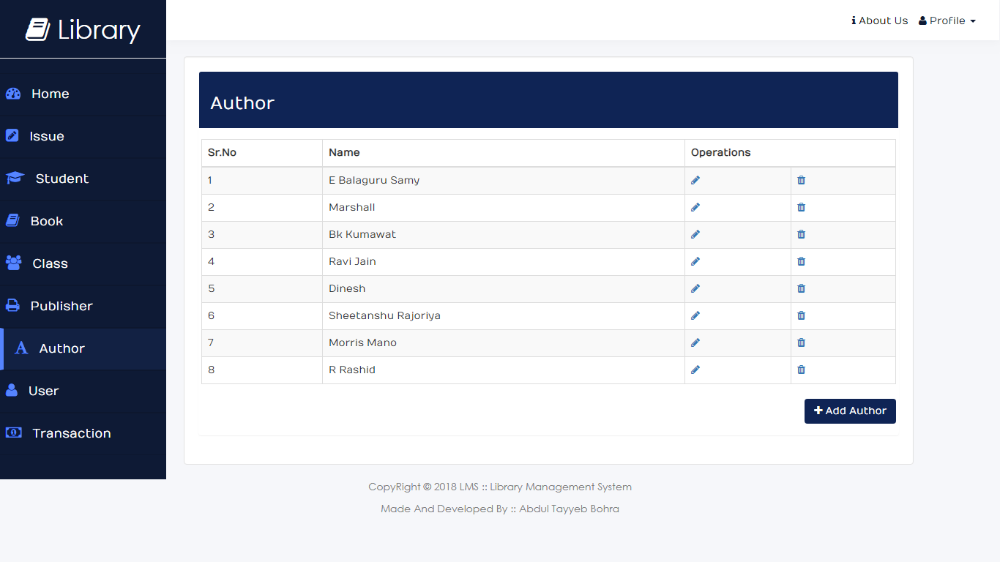 Library
About Us Profile
Home
Issue
Student
Book
Class
Publisher
Author
User
Transaction
Author
Sr.No Name Operations
1 E Balaguru Samy
2 Marshall
3 Bk Kumawat
4 Ravi Jain
5 Dinesh
6 Sheetanshu Rajoriya
7 Morris Mano
8 R Rashid
Add Author
CopyRight © 2018 LMS :: Library Management System
Made And Developed By :: Abdul Tayyeb Bohra